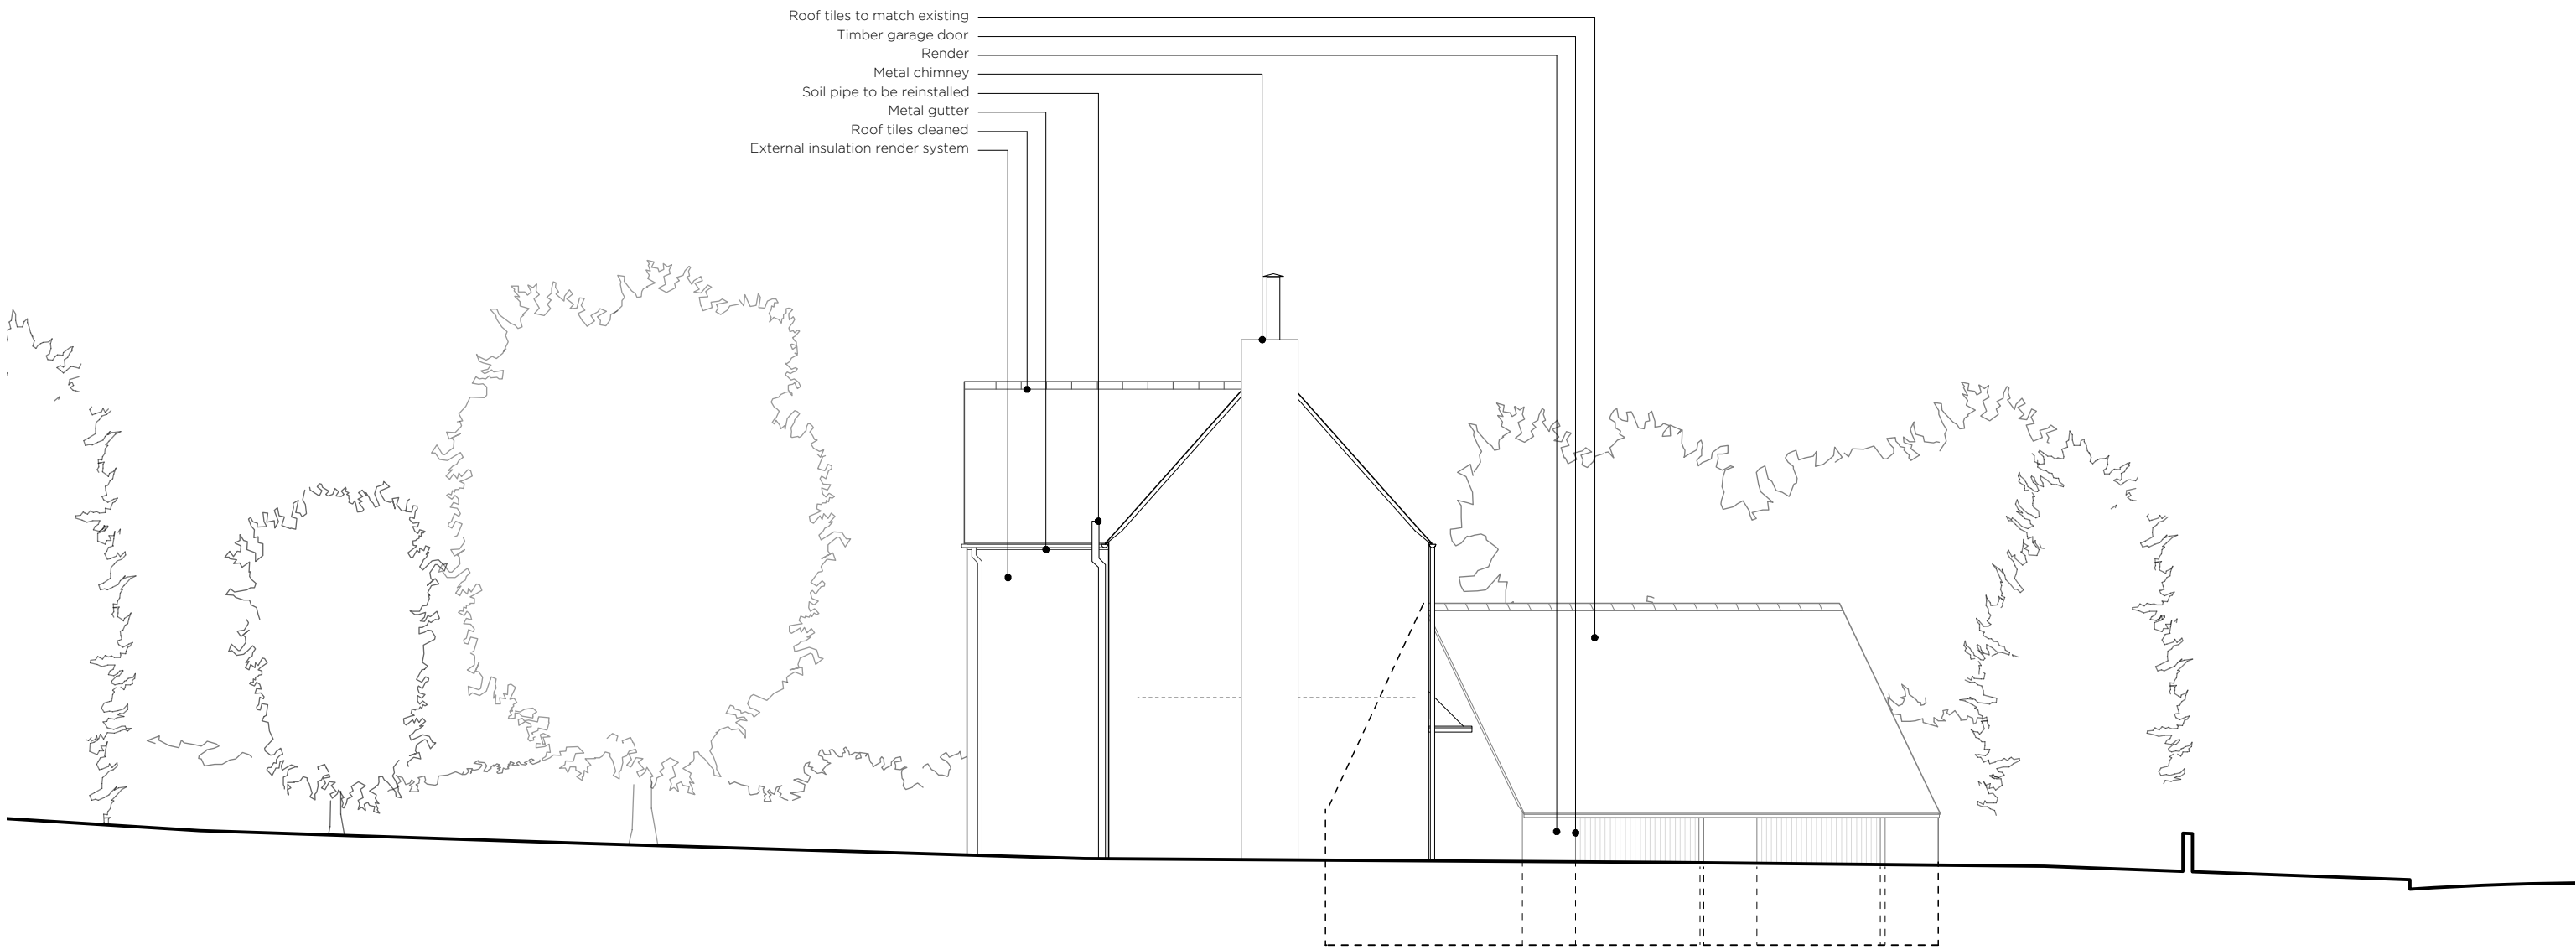 Roof tiles to match existing
Timber garage door
Render
Metal chimney
Soil pipe to be reinstalled
Metal gutter
Roof tiles cleaned
External insulation render system